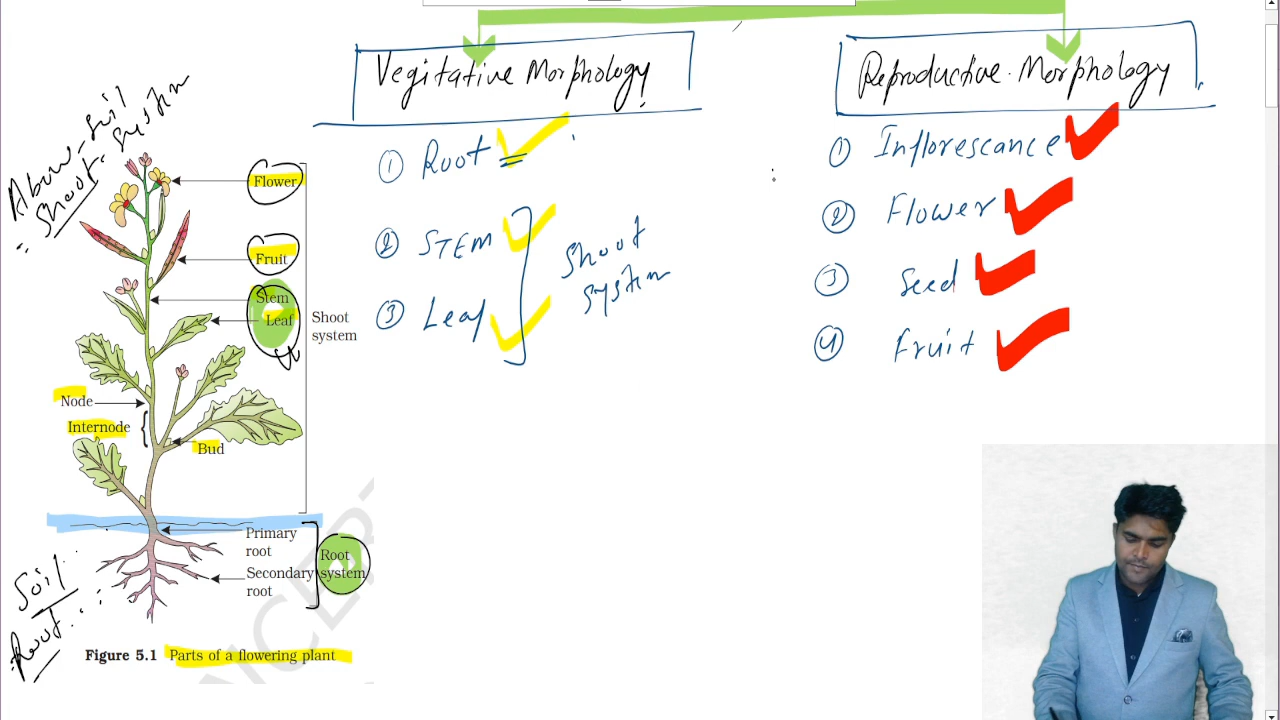 Vegitative Morphology
① Root
② STEM
③ Leaf
Shoot
system
Reproductive Morphology
① Inflorescance
② Flower
③ Seed
④ Fruit
Above-soil
= Shoot-system
Flower
Fruit
Stem
Leaf
Shoot
system
Node
Internode
Bud
Primary
root
Secondary
root
Root
system
Soil
Root
NCERT
Figure 5.1 Parts of a flowering plant